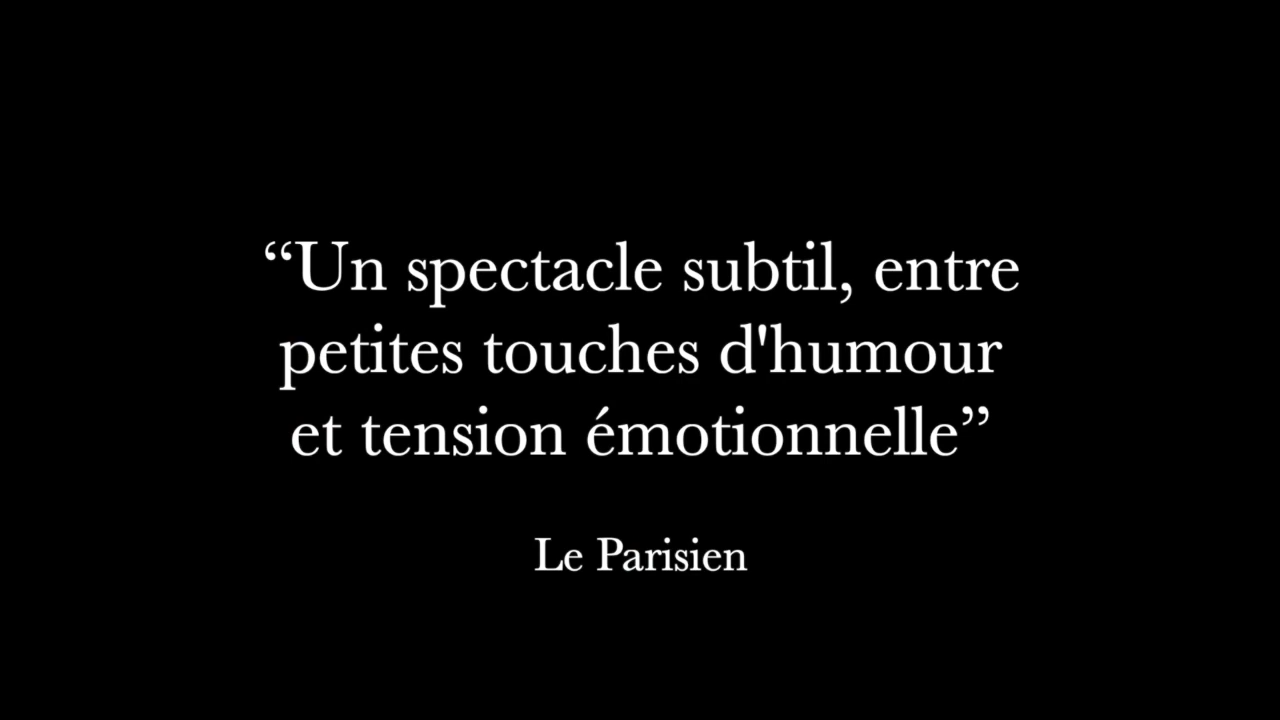 “Un spectacle subtil, entre
petites touches d'humour
et tension émotionnelle”
Le Parisien